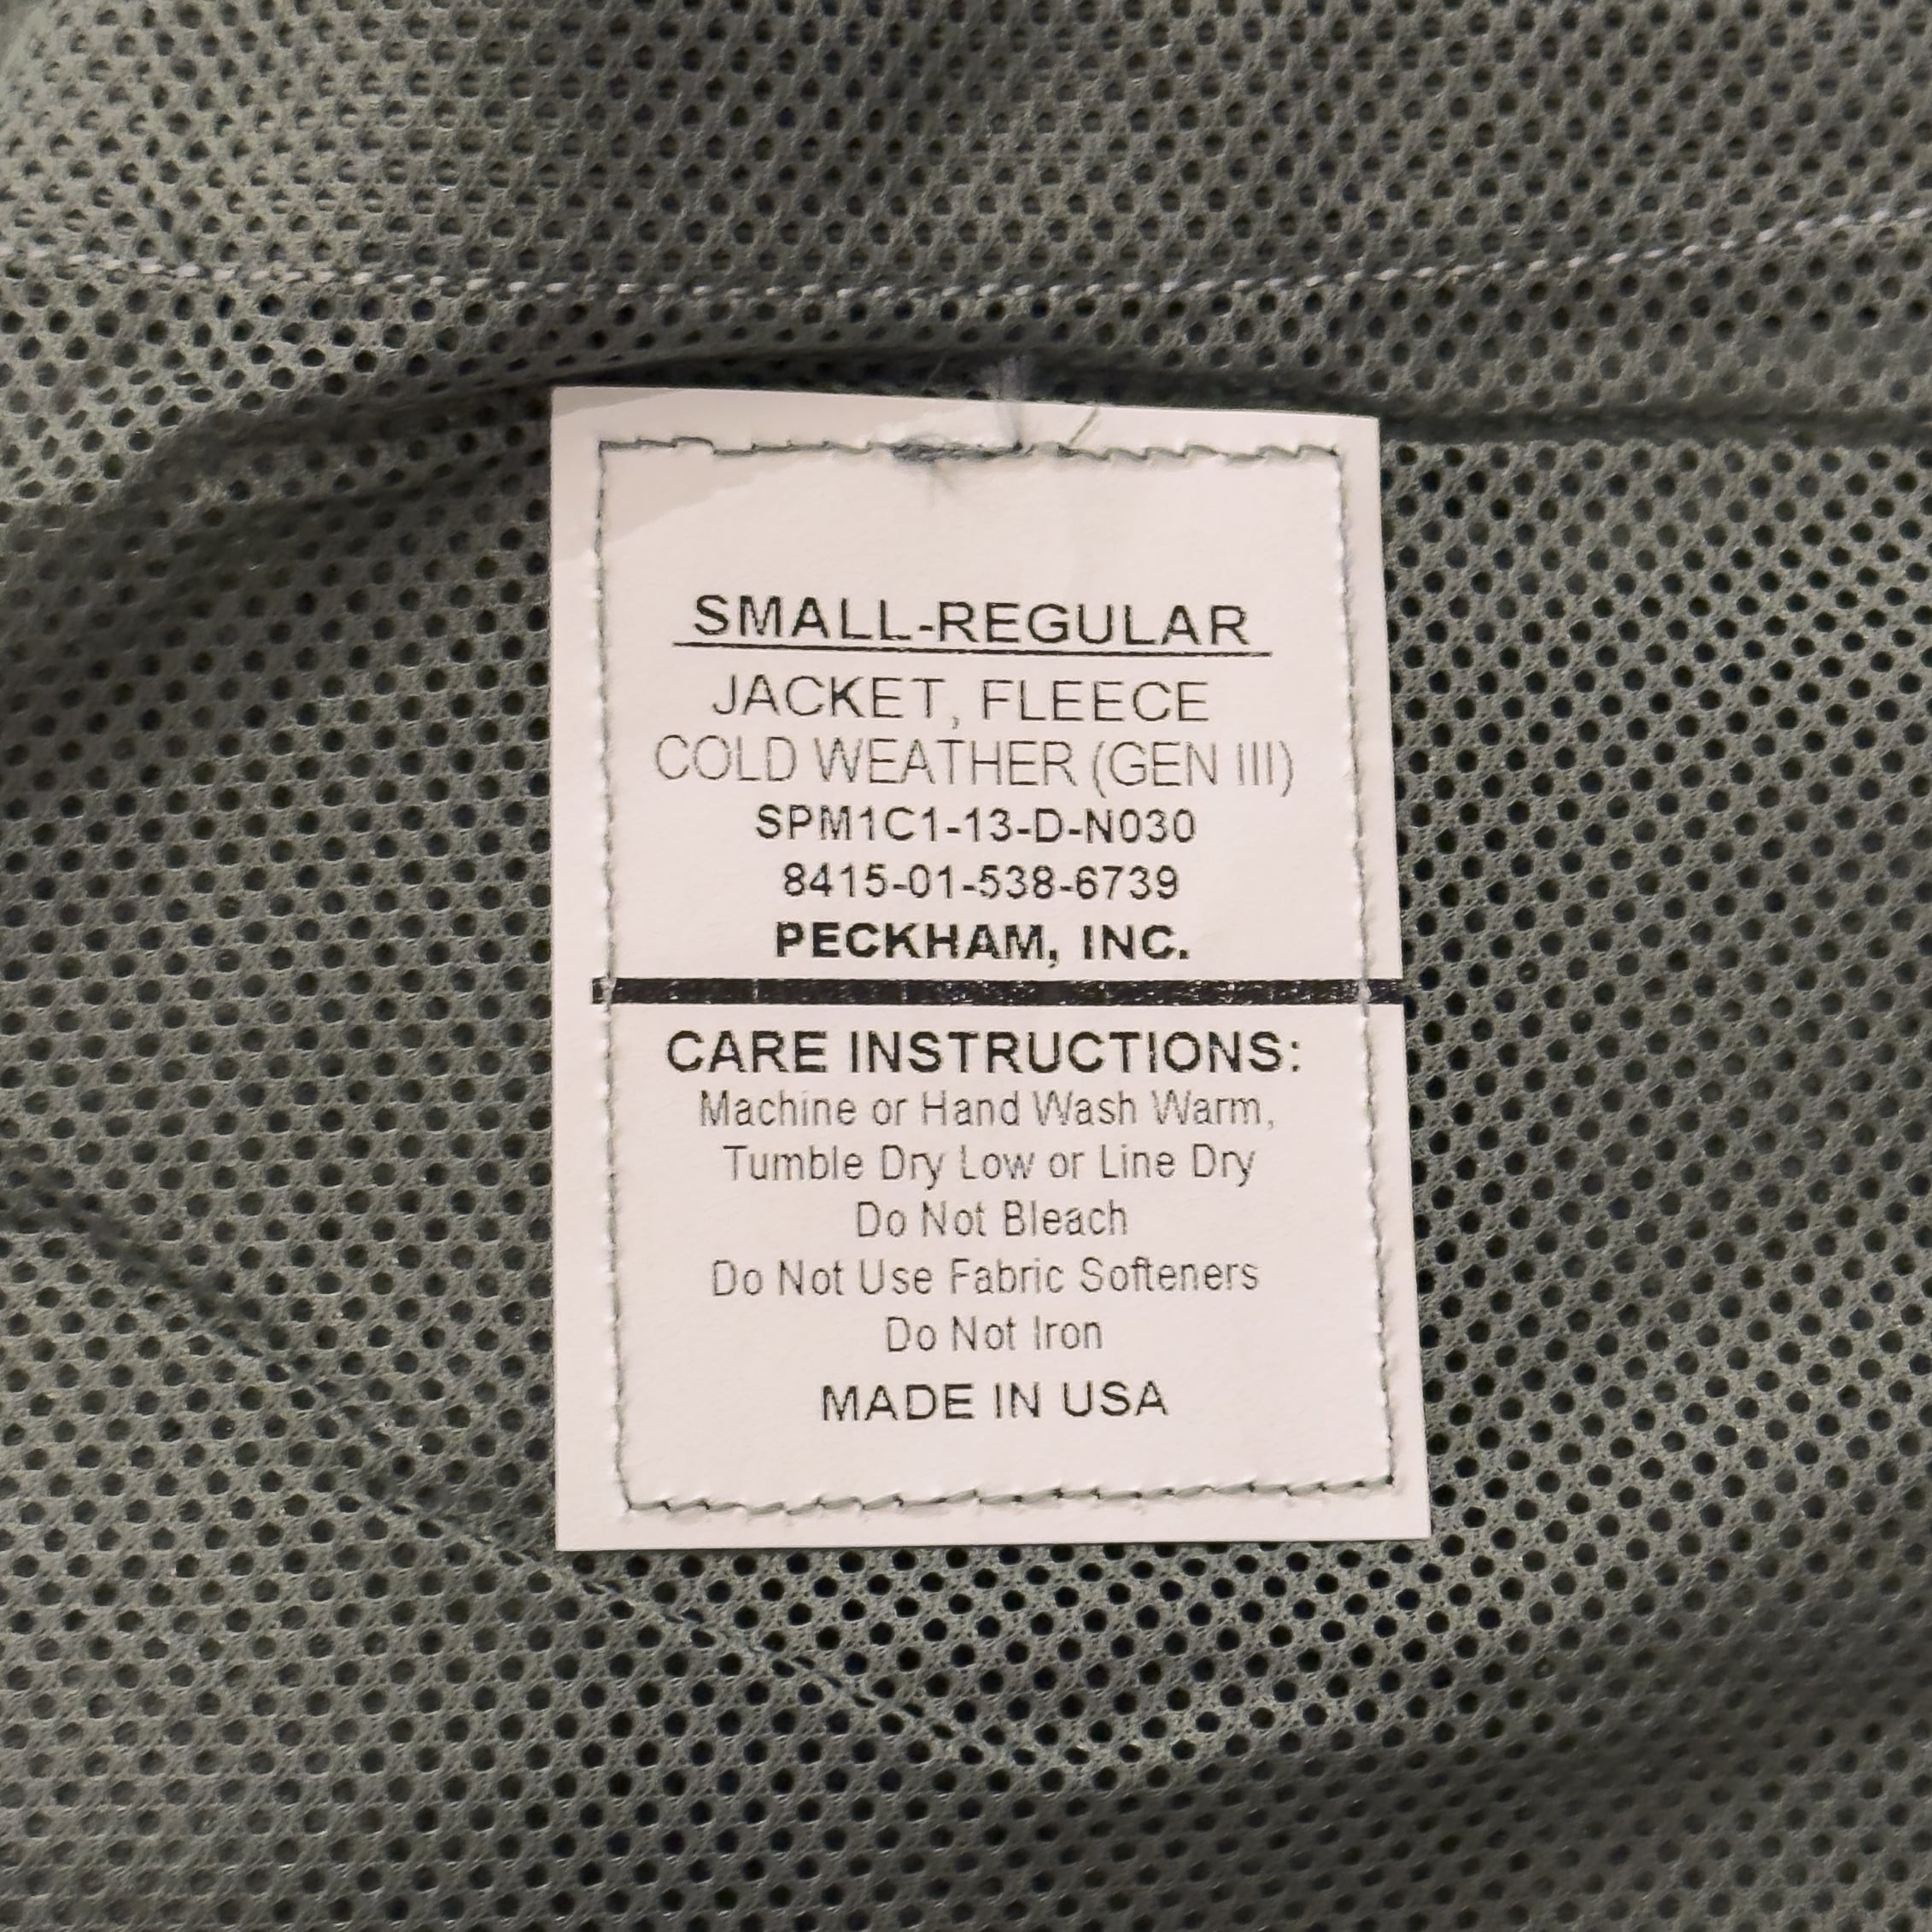 SMALL-REGULAR
JACKET, FLEECE
COLD WEATHER (GEN III)
SPM1C1-13-D-N030
8415-01-538-6739
PECKHAM, INC.
CARE INSTRUCTIONS:
Machine or Hand Wash Warm,
Tumble Dry Low or Line Dry
Do Not Bleach
Do Not Use Fabric Softeners
Do Not Iron
MADE IN USA